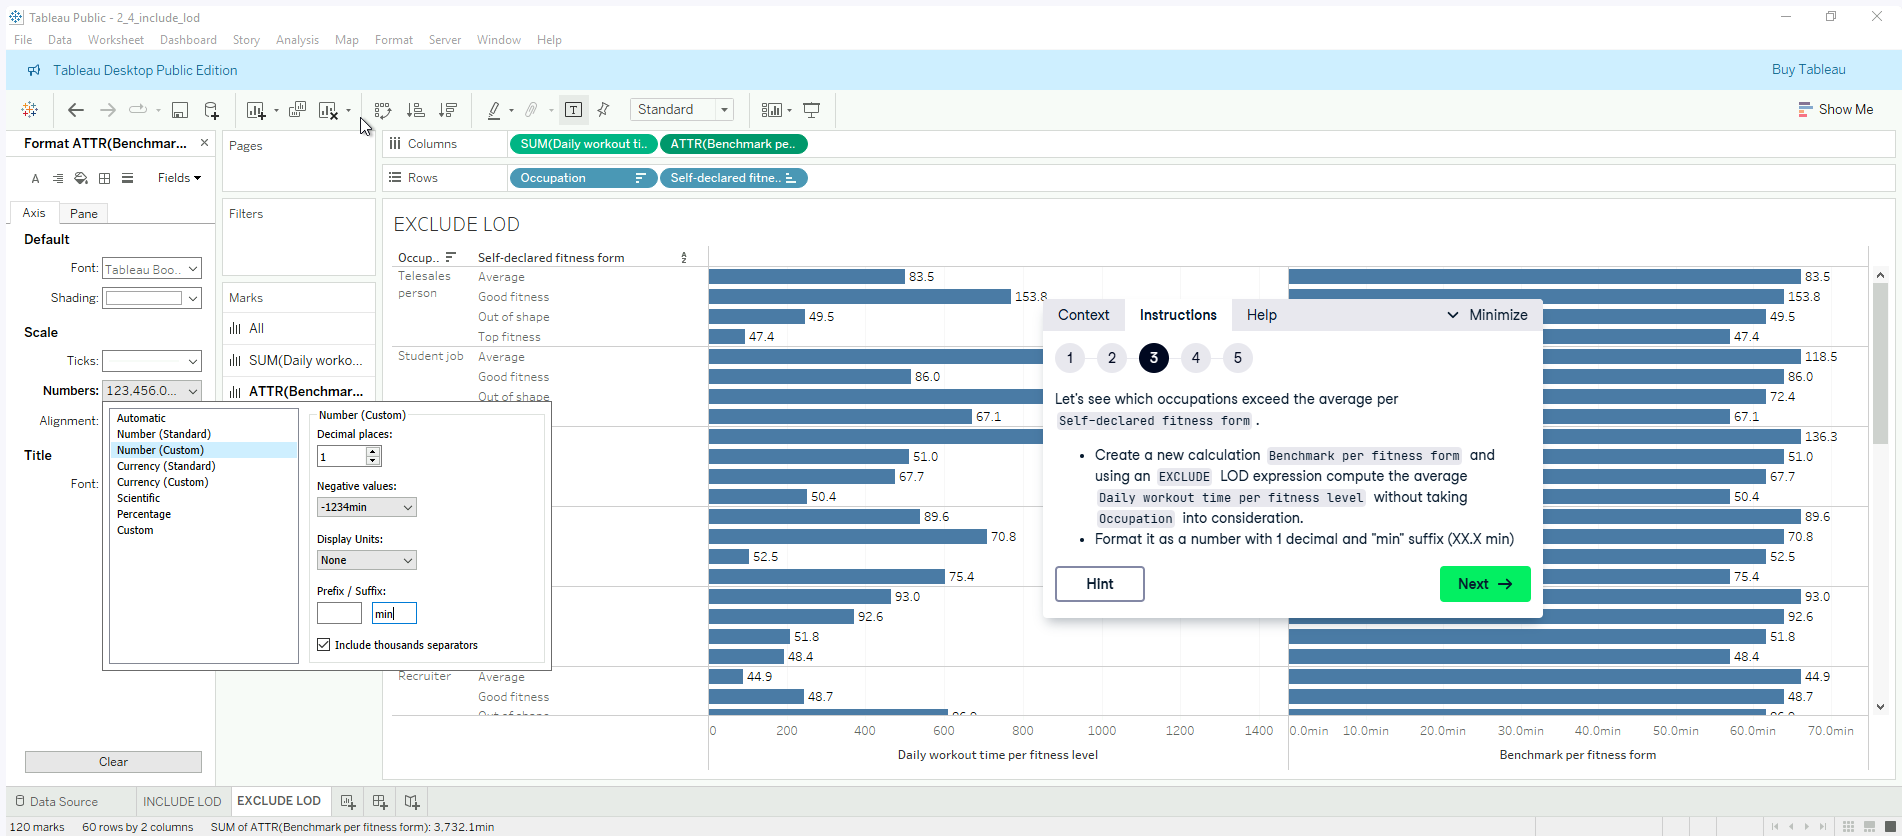 Tableau Public - 2_4_include_lod
File Data Worksheet Dashboard Story Analysis Map Format Server Window Help
Tableau Desktop Public Edition
Buy Tableau
Standard
Show Me
Format ATTR(Benchmar...
Fields
Axis Pane
Default
Font: Tableau Boo..
Shading:
Scale
Ticks:
Numbers: 123,456.0...
Alignment:
Title
Font:
Clear
Automatic
Number (Standard)
Number (Custom)
Currency (Standard)
Currency (Custom)
Scientific
Percentage
Custom
Number (Custom)
Decimal places:
1
Negative values:
-1234min
Display Units:
None
Prefix / Suffix:
min
Include thousands separators
Pages
Filters
Marks
All
SUM(Daily worko...
ATTR(Benchmar...
Columns SUM(Daily workout ti.. ATTR(Benchmark pe..
Rows Occupation Self-declared fitne..
EXCLUDE LOD
Occup.. Self-declared fitness form
Telesales person
Average 83.5 83.5
Good fitness 153.8 153.8
Out of shape 49.5 49.5
Top fitness 47.4 47.4
Student job Average 118.5
Good fitness 86.0 86.0
Out of shape 72.4
67.1 67.1
136.3
51.0 51.0
67.7 67.7
50.4 50.4
89.6 89.6
70.8 70.8
52.5 52.5
75.4 75.4
93.0 93.0
92.6 92.6
51.8 51.8
48.4 48.4
Recruiter Average 44.9 44.9
Good fitness 48.7 48.7
Out of shape
0 200 400 600 800 1000 1200 1400
Daily workout time per fitness level
0.0min 10.0min 20.0min 30.0min 40.0min 50.0min 60.0min 70.0min
Benchmark per fitness form
Context Instructions Help Minimize
1 2 3 4 5
Let's see which occupations exceed the average per
Self-declared fitness form .
• Create a new calculation Benchmark per fitness form and
using an EXCLUDE LOD expression compute the average
Daily workout time per fitness level without taking
Occupation into consideration.
• Format it as a number with 1 decimal and "min" suffix (XX.X min)
Hint
Next
Data Source INCLUDE LOD EXCLUDE LOD
120 marks 60 rows by 2 columns SUM of ATTR(Benchmark per fitness form): 3,732.1min